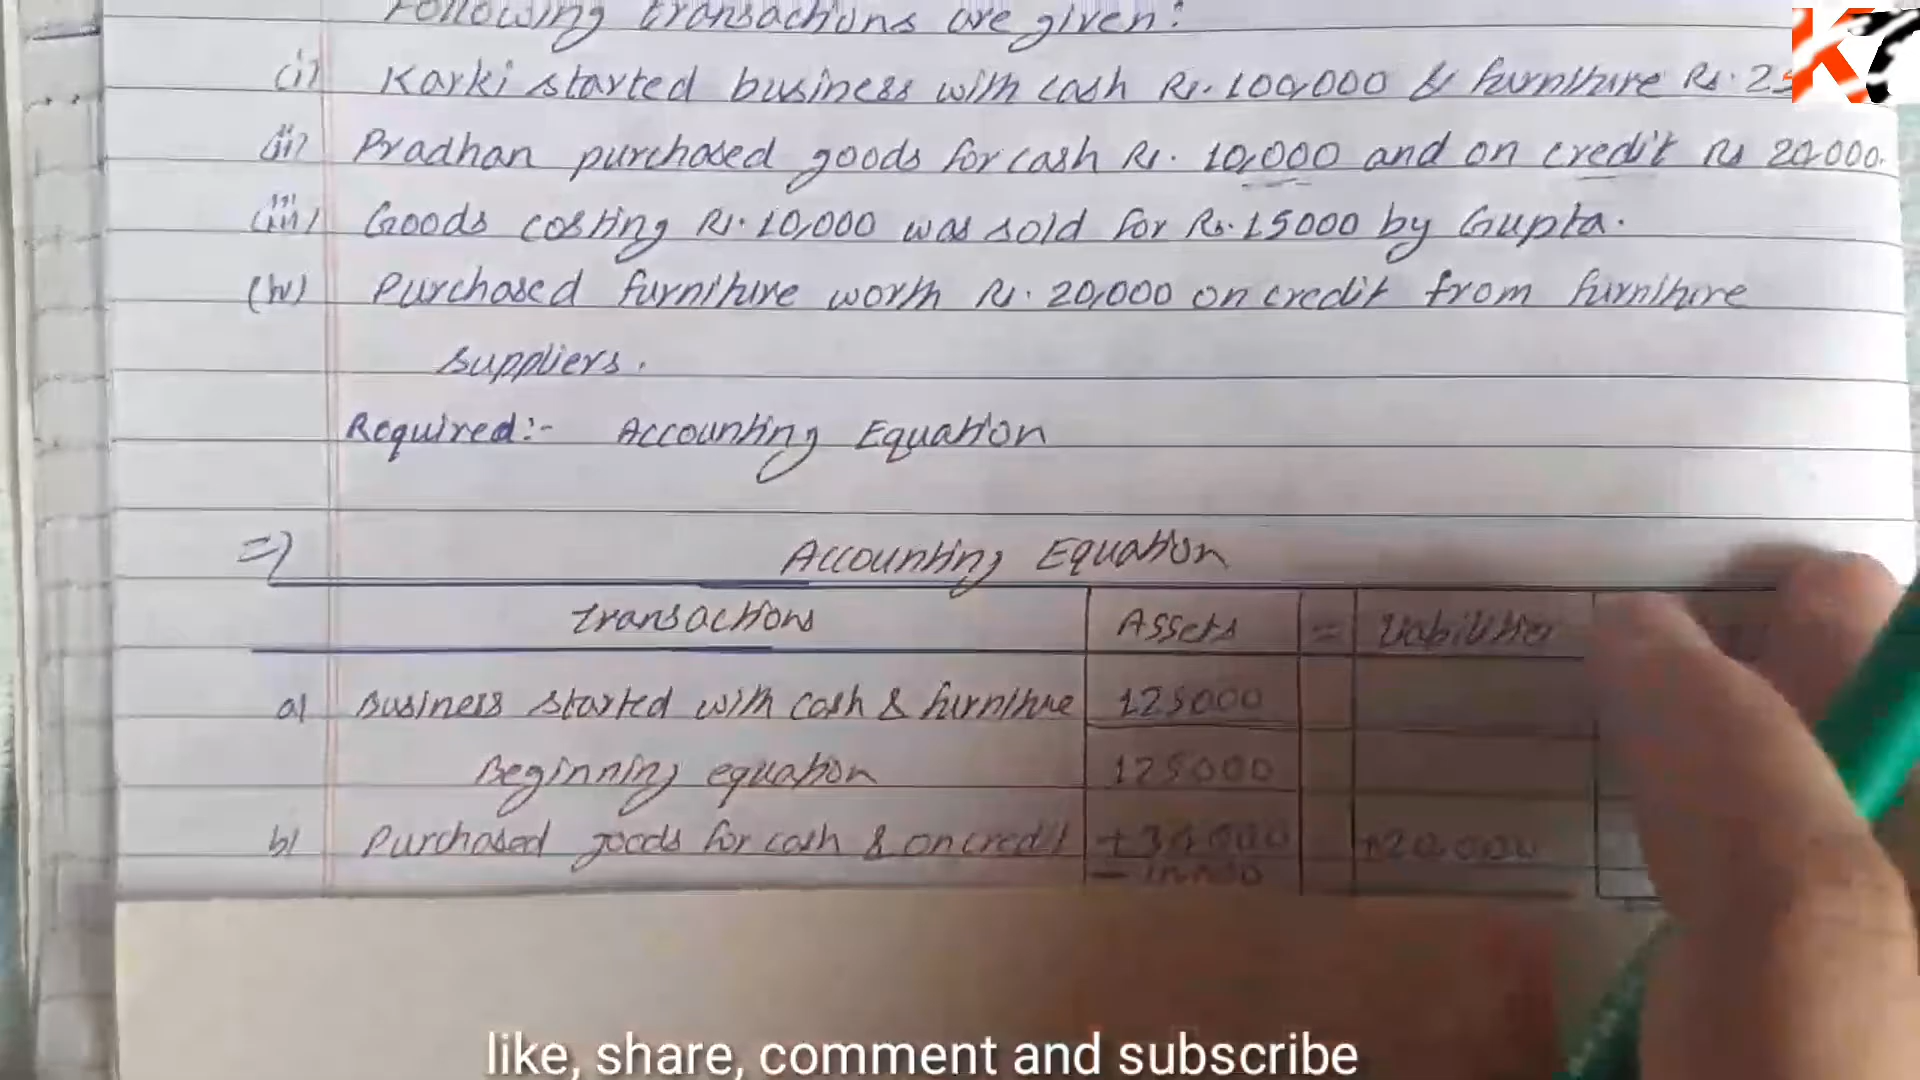 Following transactions are given:
(i) Karki started business with cash Rs. 100,000 & furniture Rs. 25
(ii) Pradhan purchased goods for cash Rs. 10,000 and on credit Rs 20,000.
(iii) Goods costing Rs. 10,000 was sold for Rs. 15000 by Gupta.
(iv) Purchased furniture worth Rs. 20,000 on credit from furniture
suppliers.
Required:- Accounting Equation
=) Accounting Equation
transactions Assets = Liabilities
a) Business started with cash & furniture 125000
Beginning equation 125000
b) Purchased goods for cash & on credit +30,000 +20,000
- 10,000
like, share, comment and subscribe